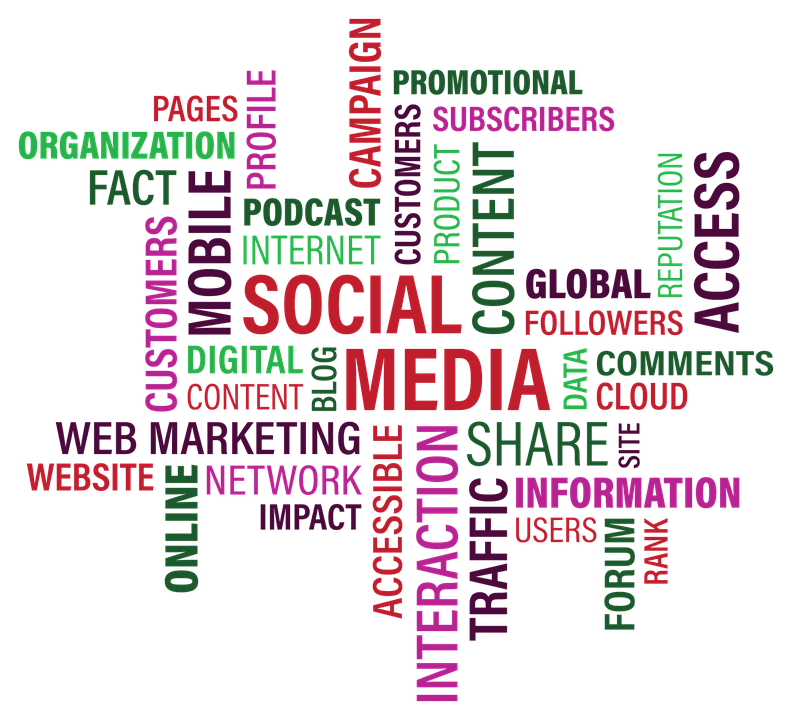 CAMPAIGN
PROMOTIONAL
PROFILE
PAGES
CUSTOMERS
SUBSCRIBERS
ORGANIZATION
PRODUCT
CONTENT
REPUTATION
ACCESS
FACT
MOBILE
PODCAST
CUSTOMERS
INTERNET
SOCIAL
GLOBAL
FOLLOWERS
DIGITAL
BLOG
MEDIA
DATA
COMMENTS
CONTENT
CLOUD
WEB MARKETING
ACCESSIBLE
INTERACTION
SHARE
SITE
WEBSITE
ONLINE
NETWORK
TRAFFIC
INFORMATION
IMPACT
USERS
FORUM
RANK